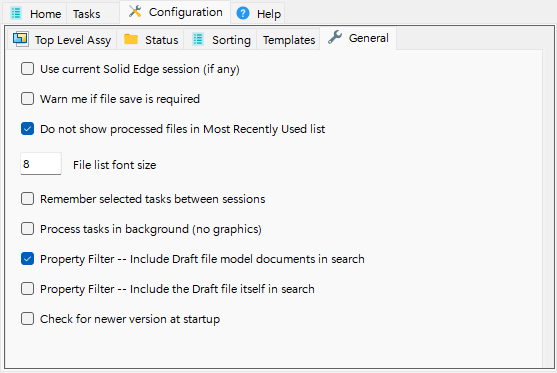 Home Tasks Configuration Help
Top Level Assy Status Sorting Templates General
Use current Solid Edge session (if any)
Warn me if file save is required
Do not show processed files in Most Recently Used list
8 File list font size
Remember selected tasks between sessions
Process tasks in background (no graphics)
Property Filter -- Include Draft file model documents in search
Property Filter -- Include the Draft file itself in search
Check for newer version at startup